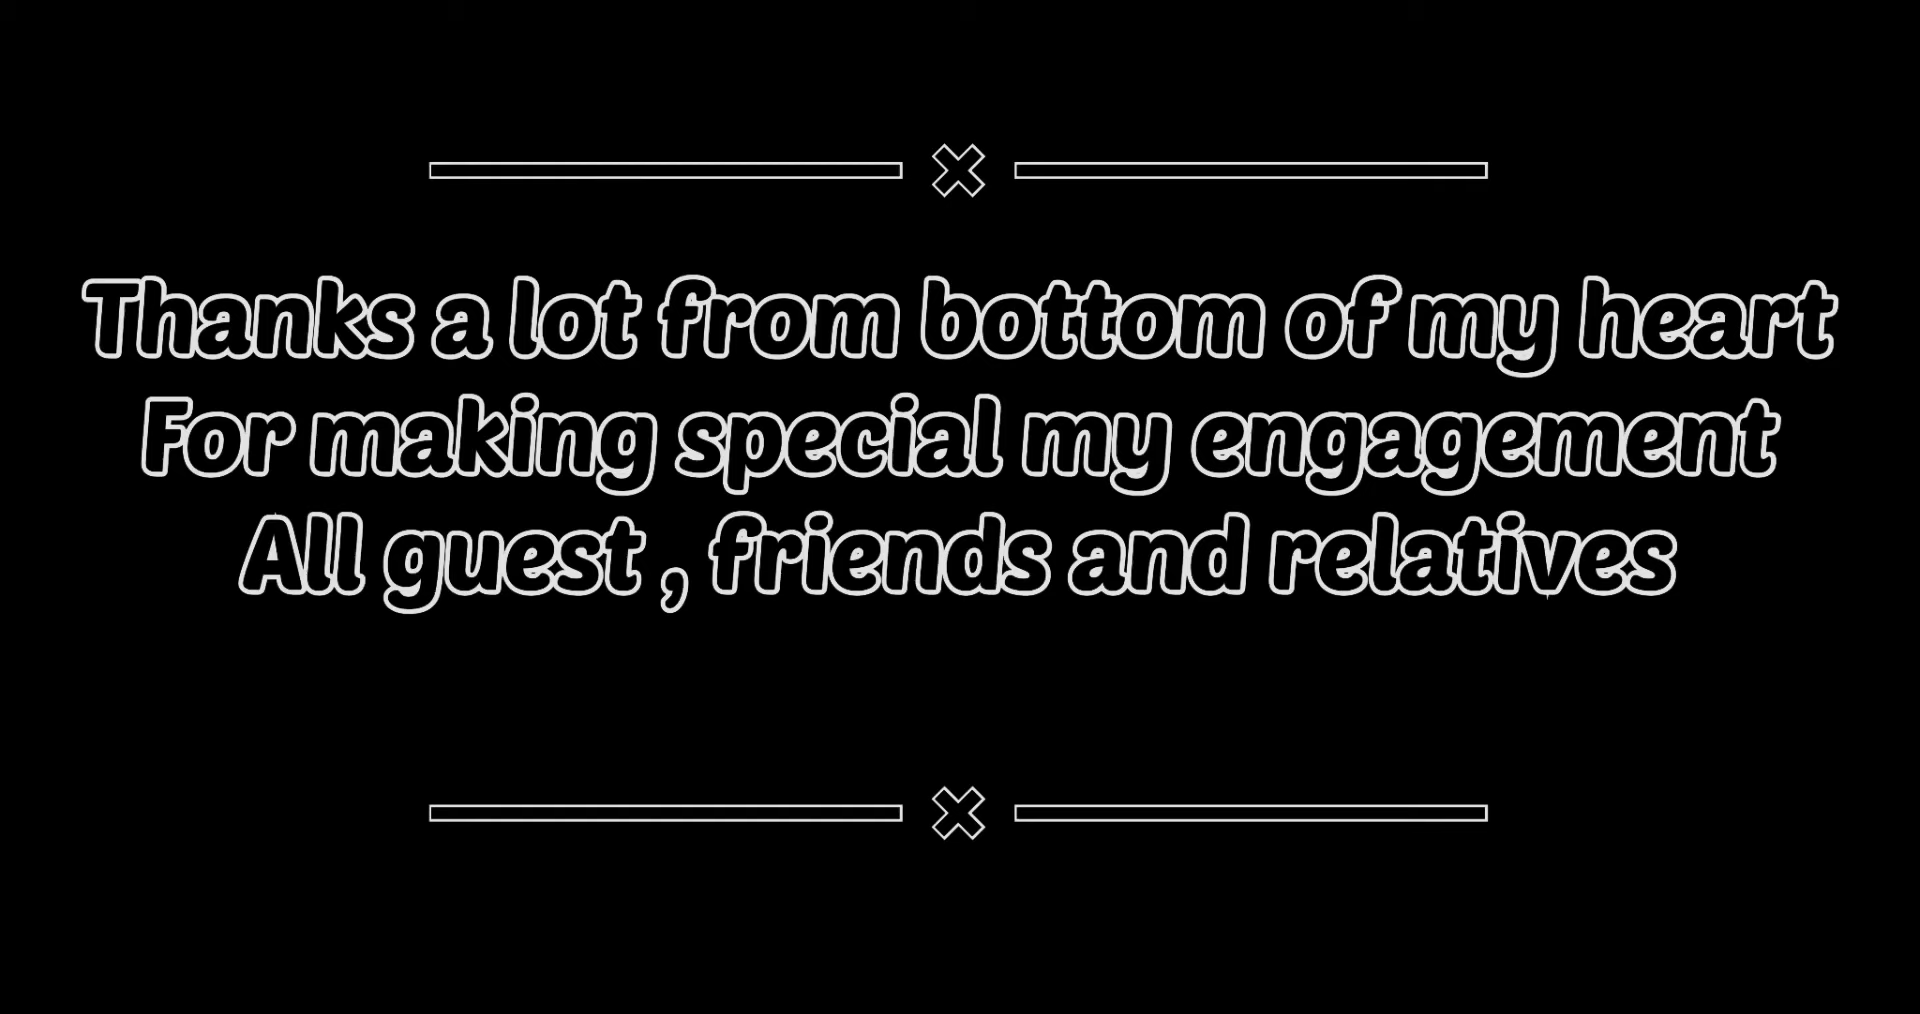 Thanks a lot from bottom of my heart
For making special my engagement
All guest , friends and relatives